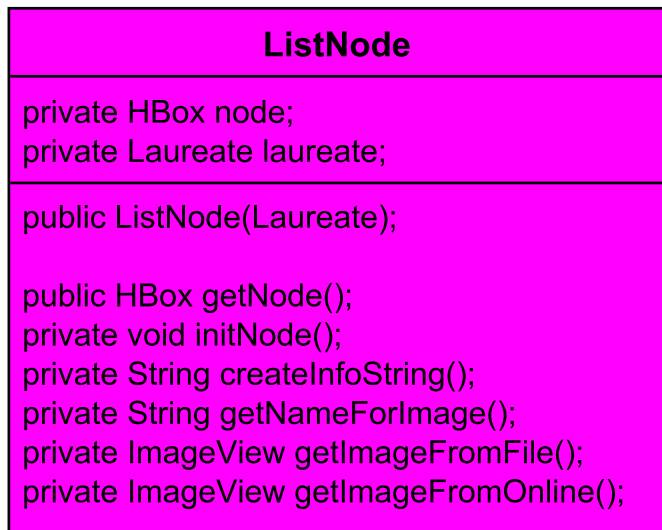 ListNode
private HBox node;
private Laureate laureate;
public ListNode(Laureate);
public HBox getNode();
private void initNode();
private String createInfoString();
private String getNameForImage();
private ImageView getImageFromFile();
private ImageView getImageFromOnline();